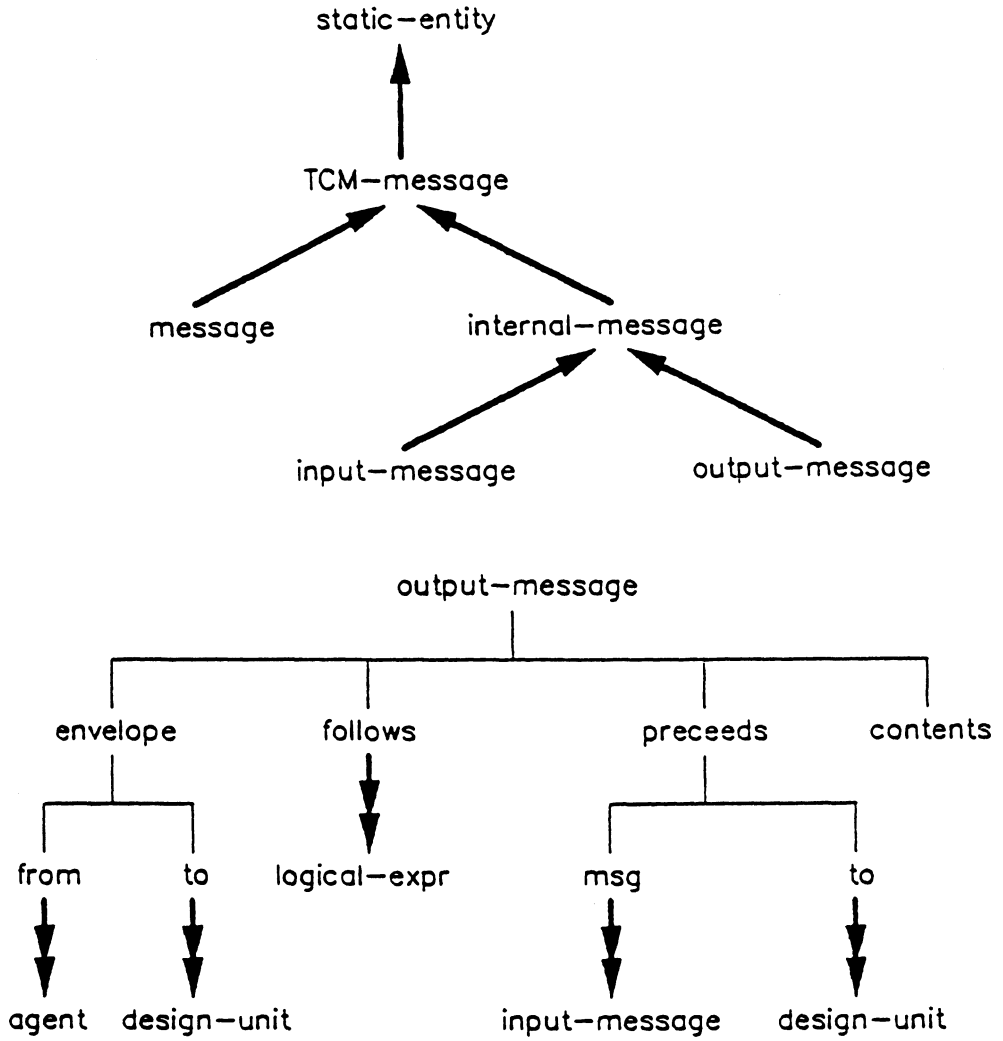 static-entity
TCM-message
message internal-message
input-message output-message
output-message
envelope follows preceeds contents
from to logical-expr msg to
agent design-unit input-message design-unit